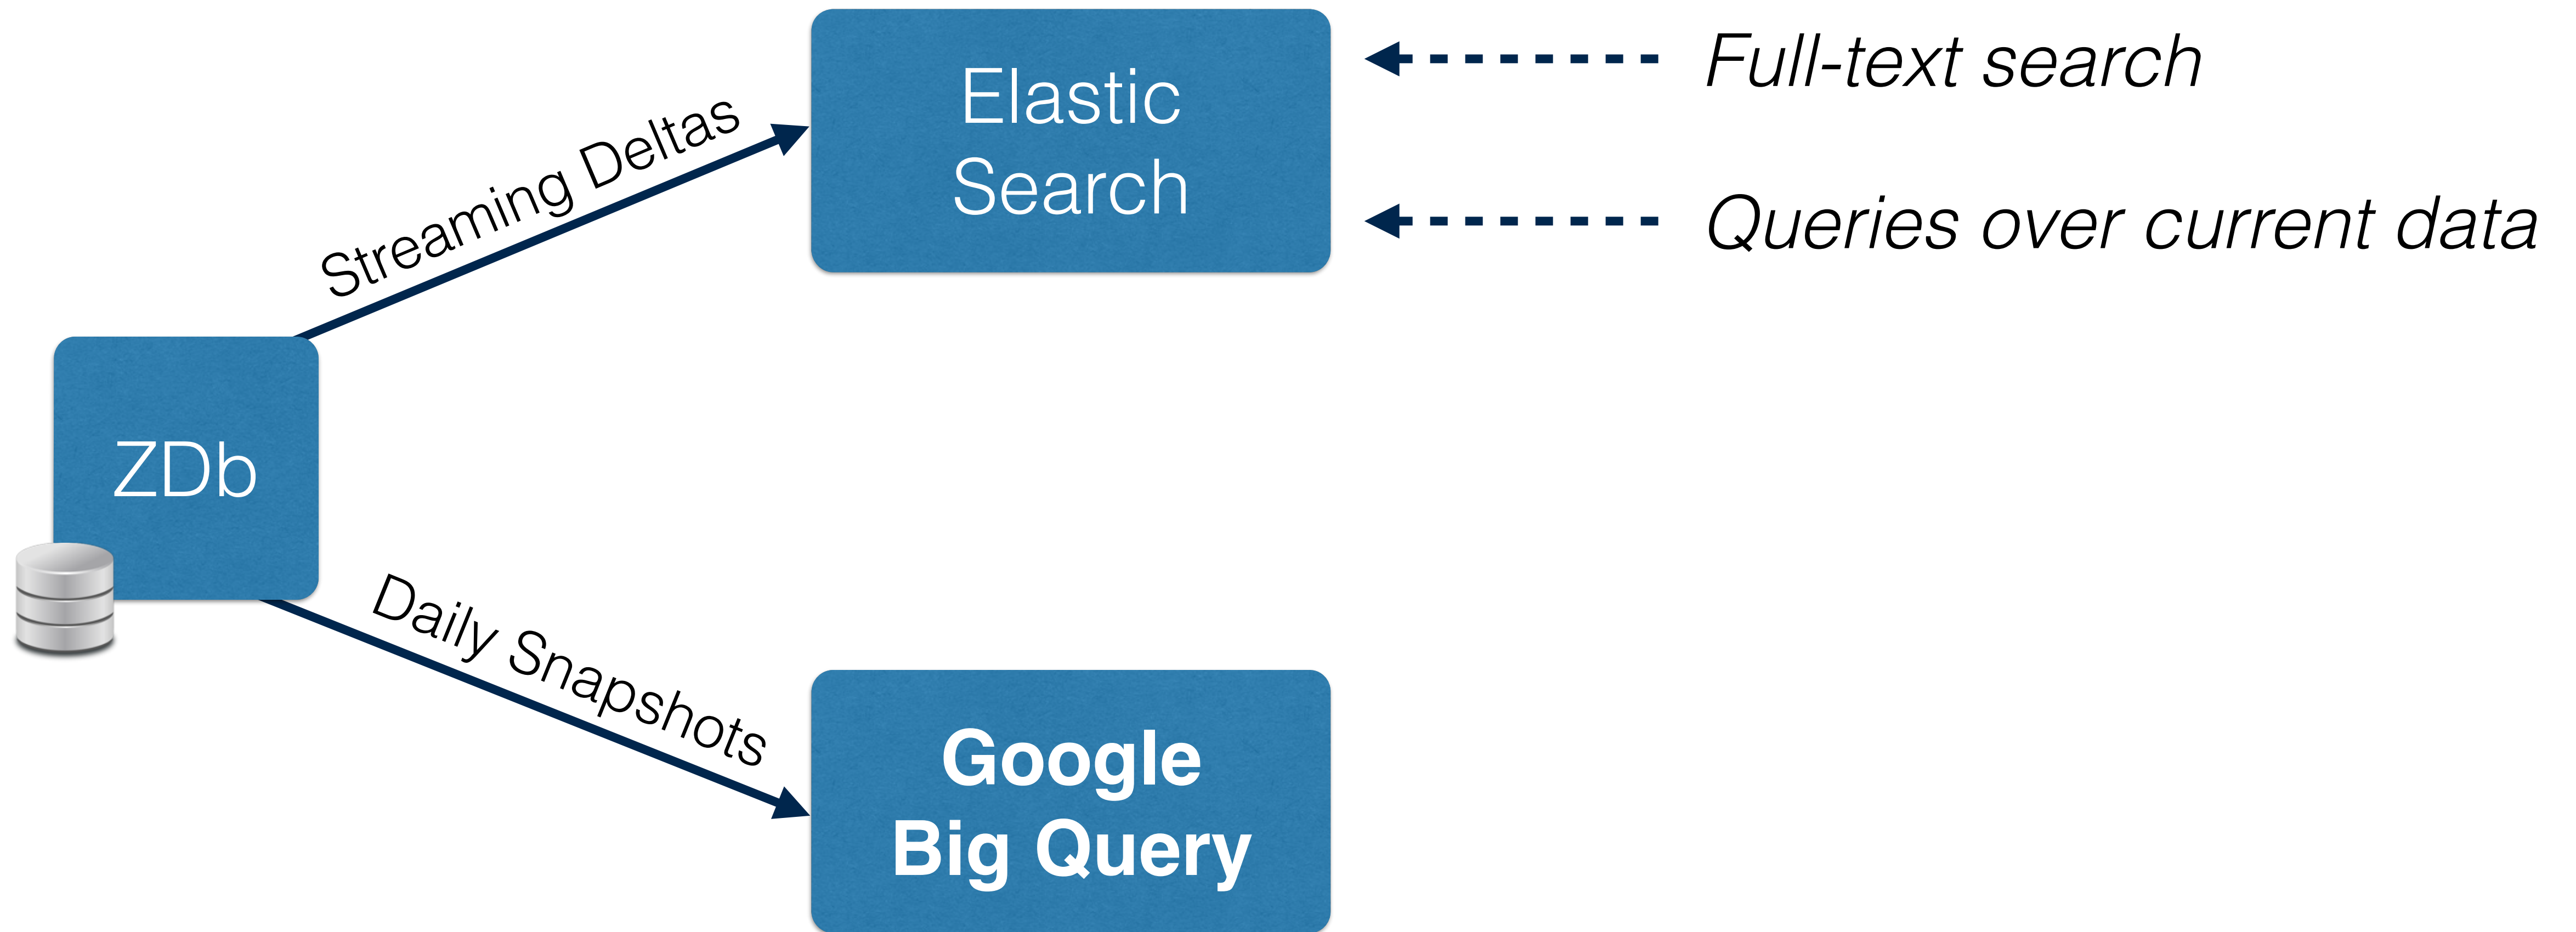 Elastic
Search
Full-text search
Queries over current data
Streaming Deltas
ZDb
Daily Snapshots
Google
Big Query